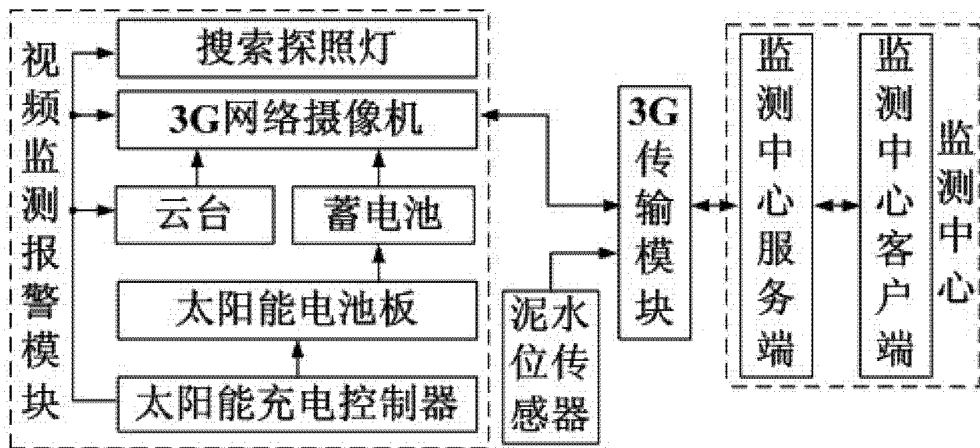 视频监测报警模块
搜索探照灯
3G网络摄像机
云台
蓄电池
太阳能电池板
太阳能充电控制器
泥水
位传
感器
3G
传输模块
监测中心服务端
监测中心客户端
监测中心